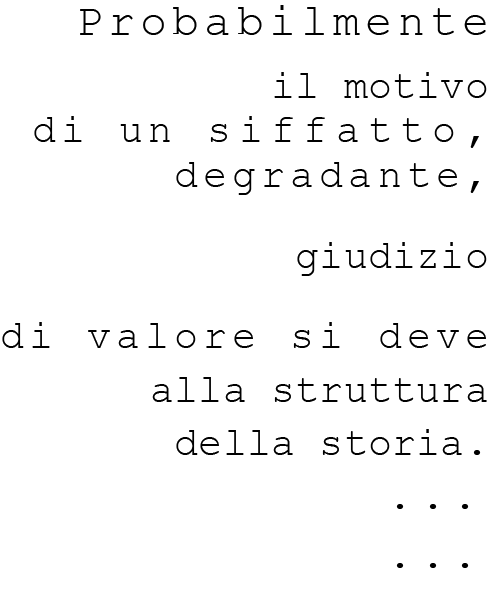 Probabilmente
il motivo
di un siffatto,
degradante,
giudizio
di valore si deve
alla struttura
della storia.
...
...